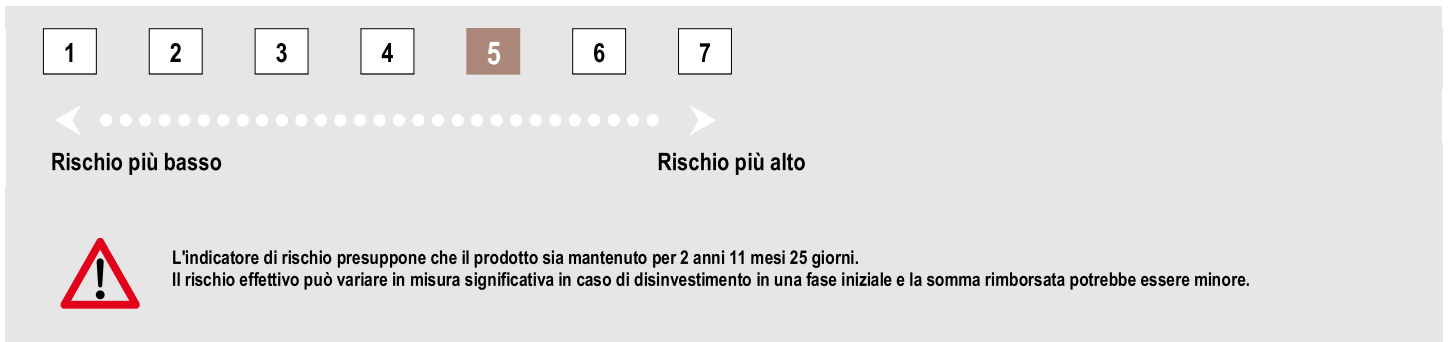 1 2 3 4 5 6 7
Rischio più basso Rischio più alto
L'indicatore di rischio presuppone che il prodotto sia mantenuto per 2 anni 11 mesi 25 giorni.
Il rischio effettivo può variare in misura significativa in caso di disinvestimento in una fase iniziale e la somma rimborsata potrebbe essere minore.